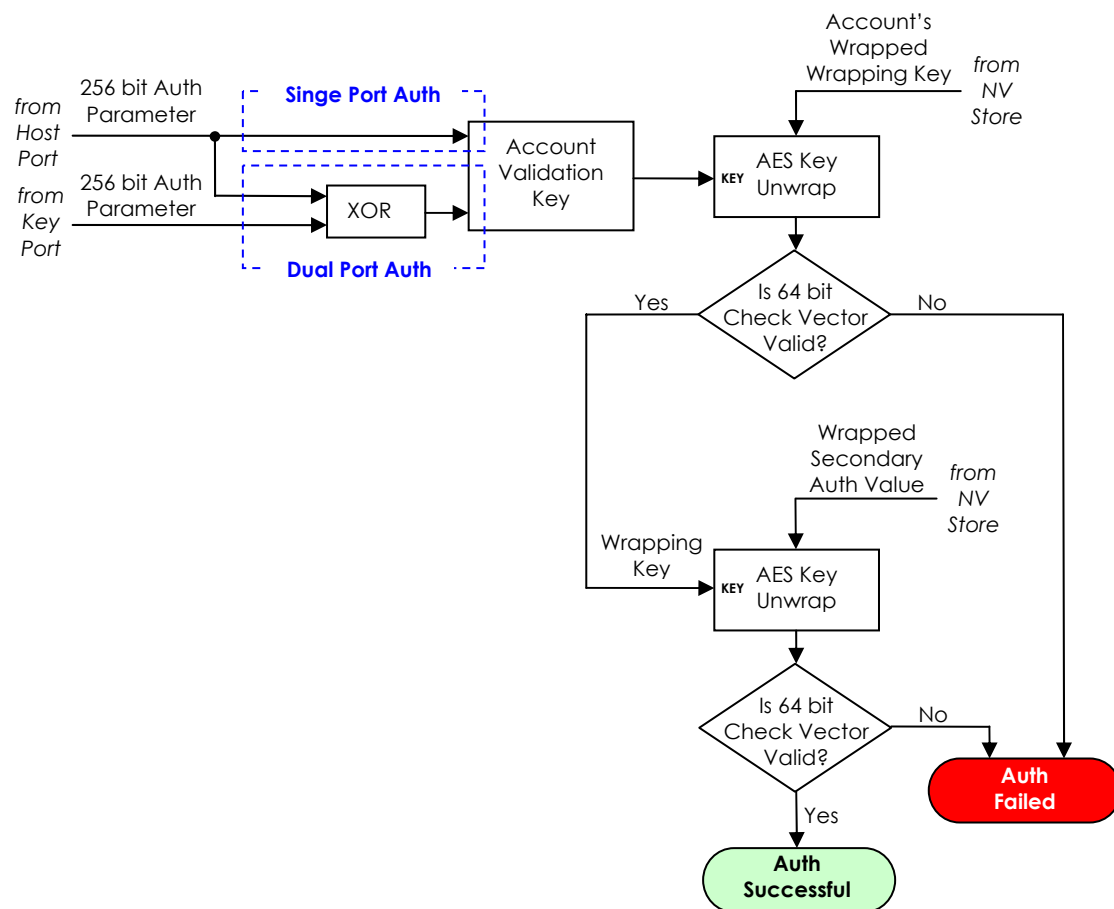 Account's
Wrapped
Wrapping Key
from
NV
Store
256 bit Auth
Parameter
from
Host
Port
Singe Port Auth
Account
Validation
Key
KEY
AES Key
Unwrap
256 bit Auth
Parameter
from
Key
Port
XOR
Dual Port Auth
Yes
Is 64 bit
Check Vector
Valid?
No
Wrapped
Secondary
Auth Value
from
NV
Store
Wrapping
Key
KEY
AES Key
Unwrap
Is 64 bit
Check Vector
Valid?
No
Auth
Failed
Yes
Auth
Successful